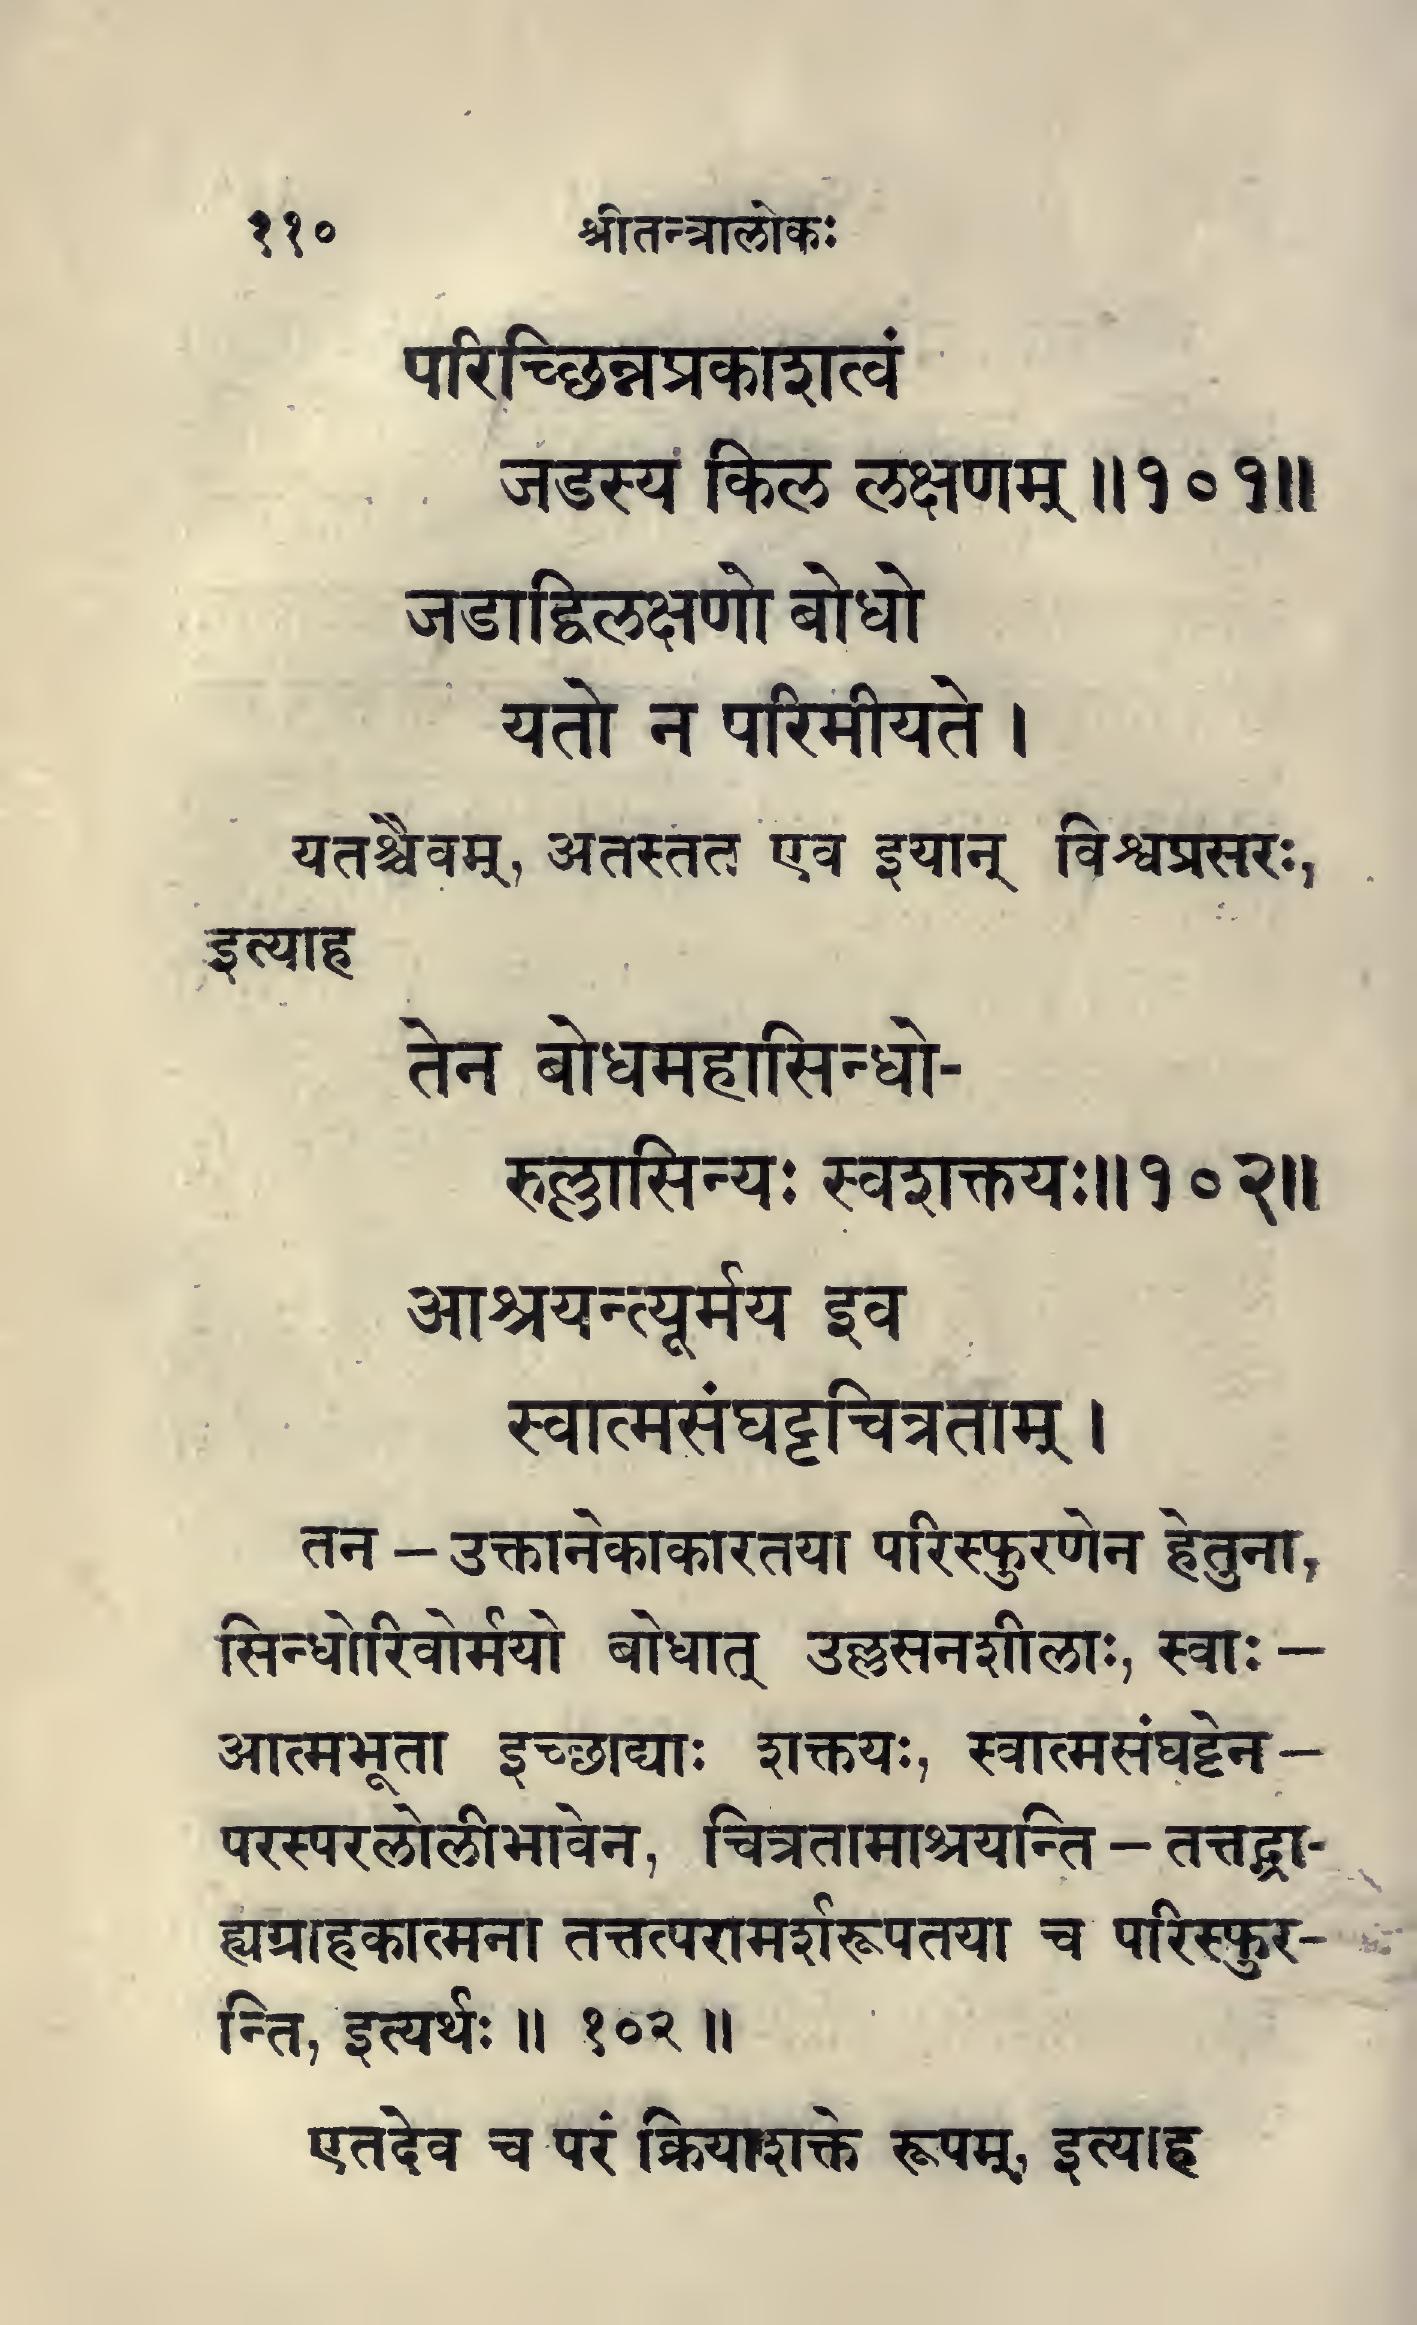 ११० श्रीतन्त्रालोकः
परिच्छिन्नप्रकाशत्वं
जडस्य किल लक्षणम् ॥१०१॥
जडाद्विलक्षणो बोधो
यतो न परिमीयते ।
यतश्चैवम्, अतस्तत एव इयान् विश्वप्रसरः,
इत्याह
तेन बोधमहासिन्धो-
रुल्लासिन्यः स्वशक्तयः॥१०२॥
आश्रयन्त्यूर्मय इव
स्वात्मसंघट्टचित्रताम् ।
तन – उक्तानेकाकारतया परिस्फुरणेन हेतुना,
सिन्धोरिवोर्मयो बोधात् उल्लसनशीलाः, स्वाः –
आत्मभूता इच्छाद्याः शक्तयः, स्वात्मसंघट्टेन –
परस्परलोलीभावेन, चित्रतामाश्रयान्ति – तत्तद्ग्रा-
ह्यग्राहकात्मना तत्तत्परामर्शरूपतया च परिस्फुर-
न्ति, इत्यर्थः ॥ १०२ ॥
एतदेव च परं क्रियाशक्ते रूपम्, इत्याह